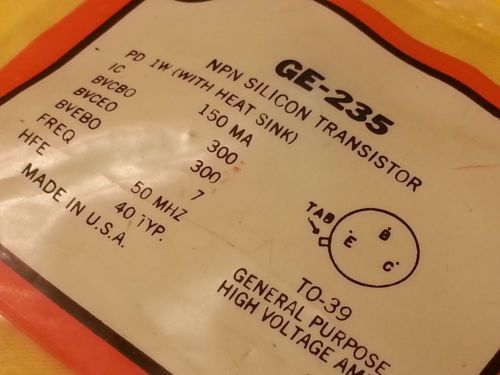 GE-235
NPN SILICON TRANSISTOR
PD 1W (WITH HEAT SINK)
IC 150 MA
BVCBO 300
BVCEO 300
BVEBO 7
FREQ 50 MHZ
HFE 40 TYP.
MADE IN U.S.A.
TAB
E B C
TO-39
GENERAL PURPOSE
HIGH VOLTAGE AM